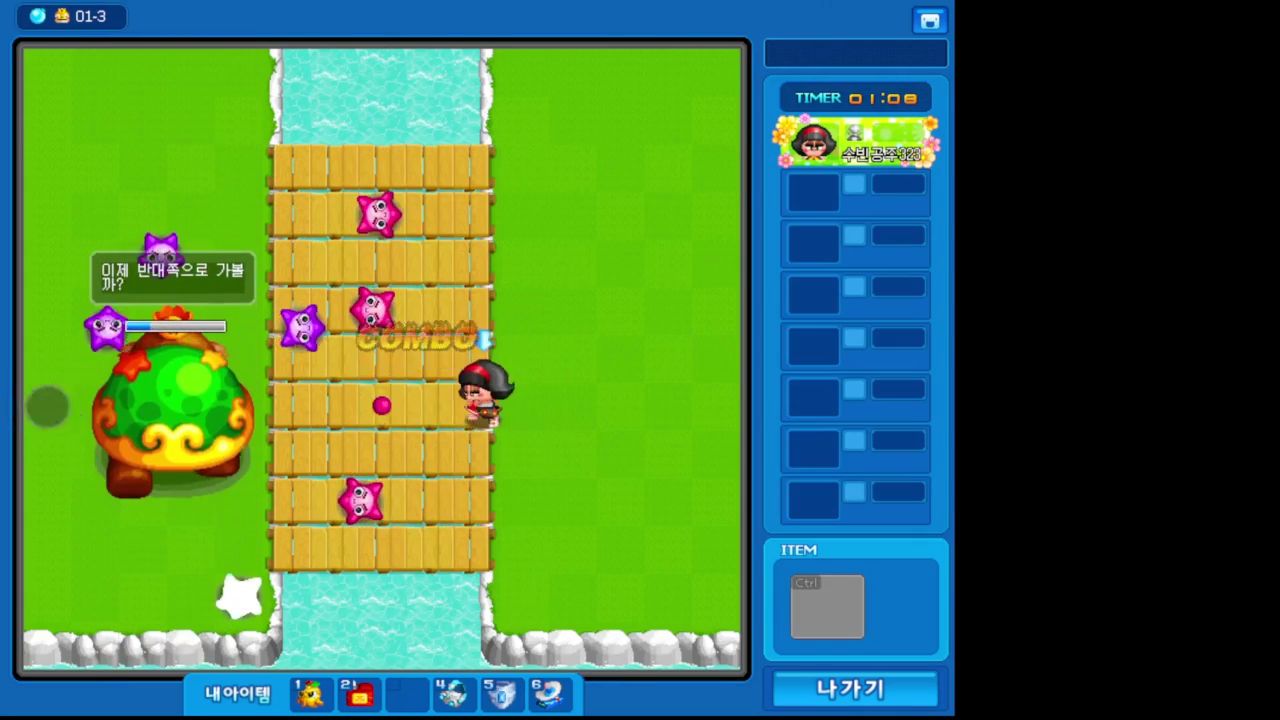 01-3
TIMER 01:08
수빈공주323
이제 반대쪽으로 가볼
까?
COMBO
ITEM
Ctrl
내아이템
1
2
4
5
6
나가기